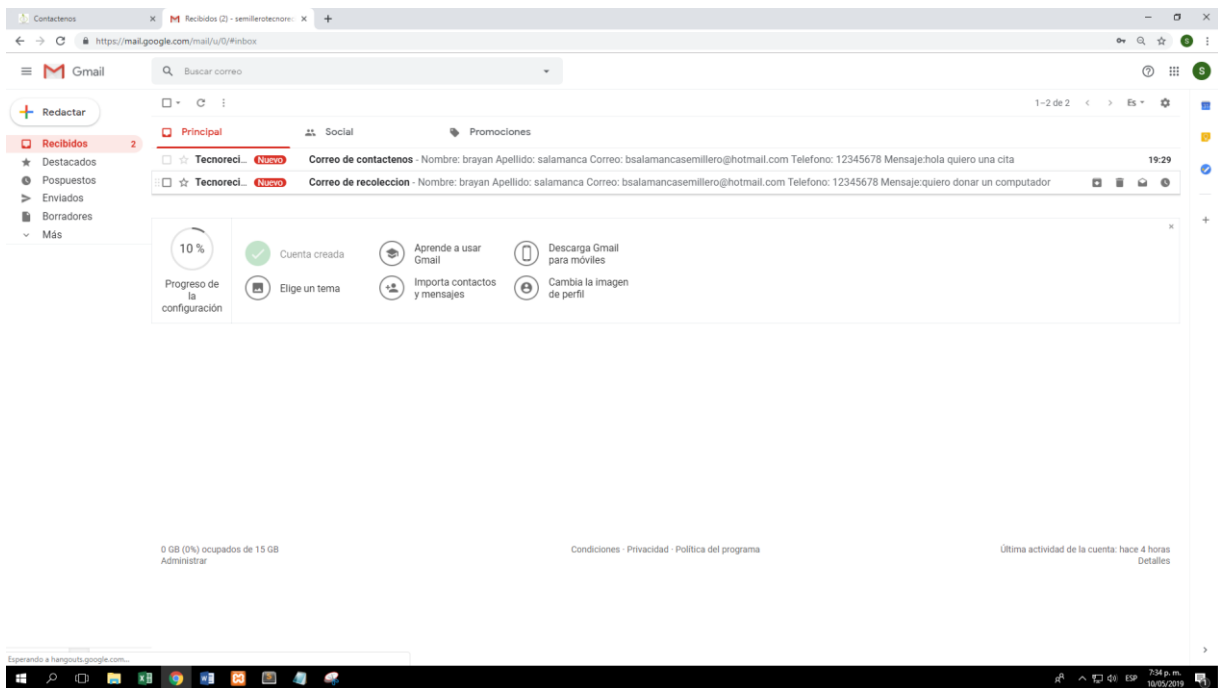 Contactenos
Recibidos (2) - semillerotecnore
https://mail.google.com/mail/u/0/#inbox
S
Gmail
Buscar correo
S
Redactar
1–2 de 2
Es
Principal
Social
Promociones
Recibidos 2
Destacados
Pospuestos
Enviados
Borradores
Más
Tecnoreci... Nuevo Correo de contactenos - Nombre: brayan Apellido: salamanca Correo: bsalamancasemillero@hotmail.com Telefono: 12345678 Mensaje:hola quiero una cita 19:29
Tecnoreci... Nuevo Correo de recoleccion - Nombre: brayan Apellido: salamanca Correo: bsalamancasemillero@hotmail.com Telefono: 12345678 Mensaje:quiero donar un computador
10 %
Progreso de
la
configuración
Cuenta creada
Aprende a usar
Gmail
Descarga Gmail
para móviles
Elige un tema
Importa contactos
y mensajes
Cambia la imagen
de perfil
0 GB (0%) ocupados de 15 GB
Administrar
Condiciones · Privacidad · Política del programa
Última actividad de la cuenta: hace 4 horas
Detalles
Esperando a hangouts.google.com...
ESP
7:34 p. m.
10/05/2019